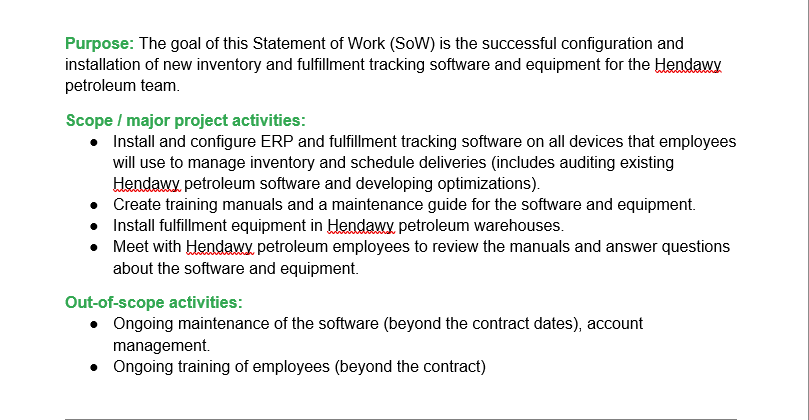 Purpose: The goal of this Statement of Work (SoW) is the successful configuration and
installation of new inventory and fulfillment tracking software and equipment for the Hendawy
petroleum team.
Scope / major project activities:
● Install and configure ERP and fulfillment tracking software on all devices that employees
will use to manage inventory and schedule deliveries (includes auditing existing
Hendawy petroleum software and developing optimizations).
● Create training manuals and a maintenance guide for the software and equipment.
● Install fulfillment equipment in Hendawy petroleum warehouses.
● Meet with Hendawy petroleum employees to review the manuals and answer questions
about the software and equipment.
Out-of-scope activities:
● Ongoing maintenance of the software (beyond the contract dates), account
management.
● Ongoing training of employees (beyond the contract)